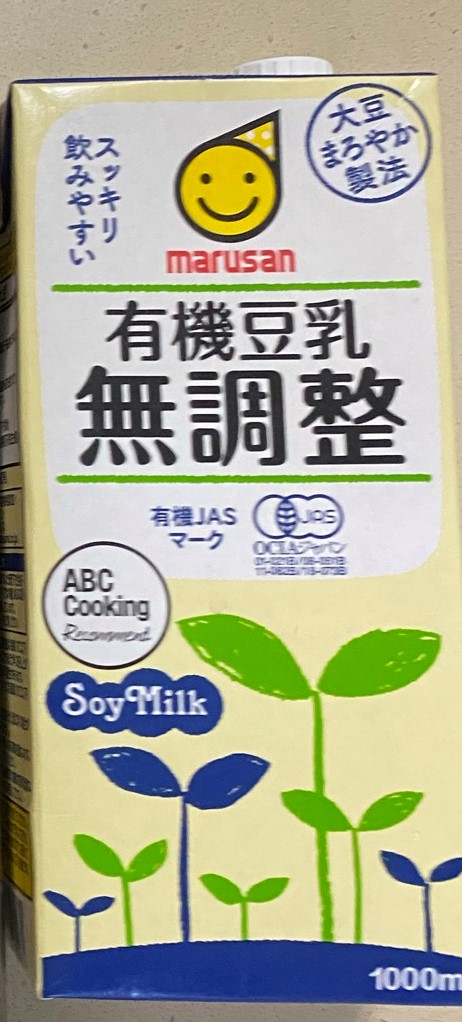 大豆
まろやか
製法
スッキリ
飲みやすい
marusan
有機豆乳
無調整
有機JAS
マーク
JAS
OCIAジャパン
ABC
Cooking
Recommend
Soy Milk
1000m